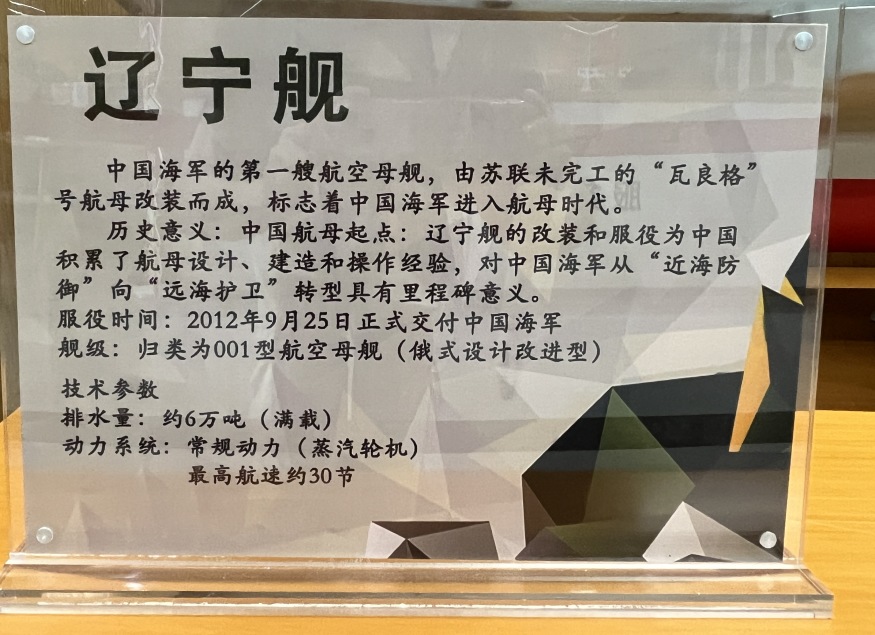 辽宁舰
中国海军的第一艘航空母舰，由苏联未完工的“瓦良格”
号航母改装而成，标志着中国海军进入航母时代。
历史意义：中国航母起点：辽宁舰的改装和服役为中国
积累了航母设计、建造和操作经验，对中国海军从“近海防
御”向“远海护卫”转型具有里程碑意义。
服役时间：2012年9月25日正式交付中国海军
舰级：归类为001型航空母舰（俄式设计改进型）
技术参数
排水量：约6万吨（满载）
动力系统：常规动力（蒸汽轮机）
最高航速约30节